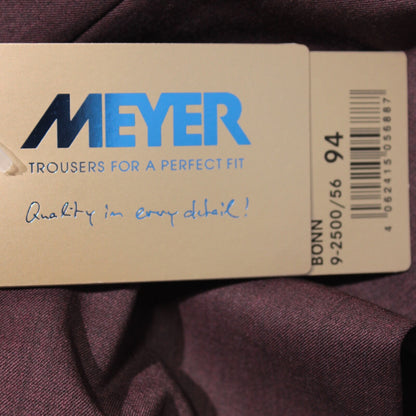 MEYER
TROUSERS FOR A PERFECT FIT
Quality in every detail!
BONN
9-2500/56 94
4 062415 056887